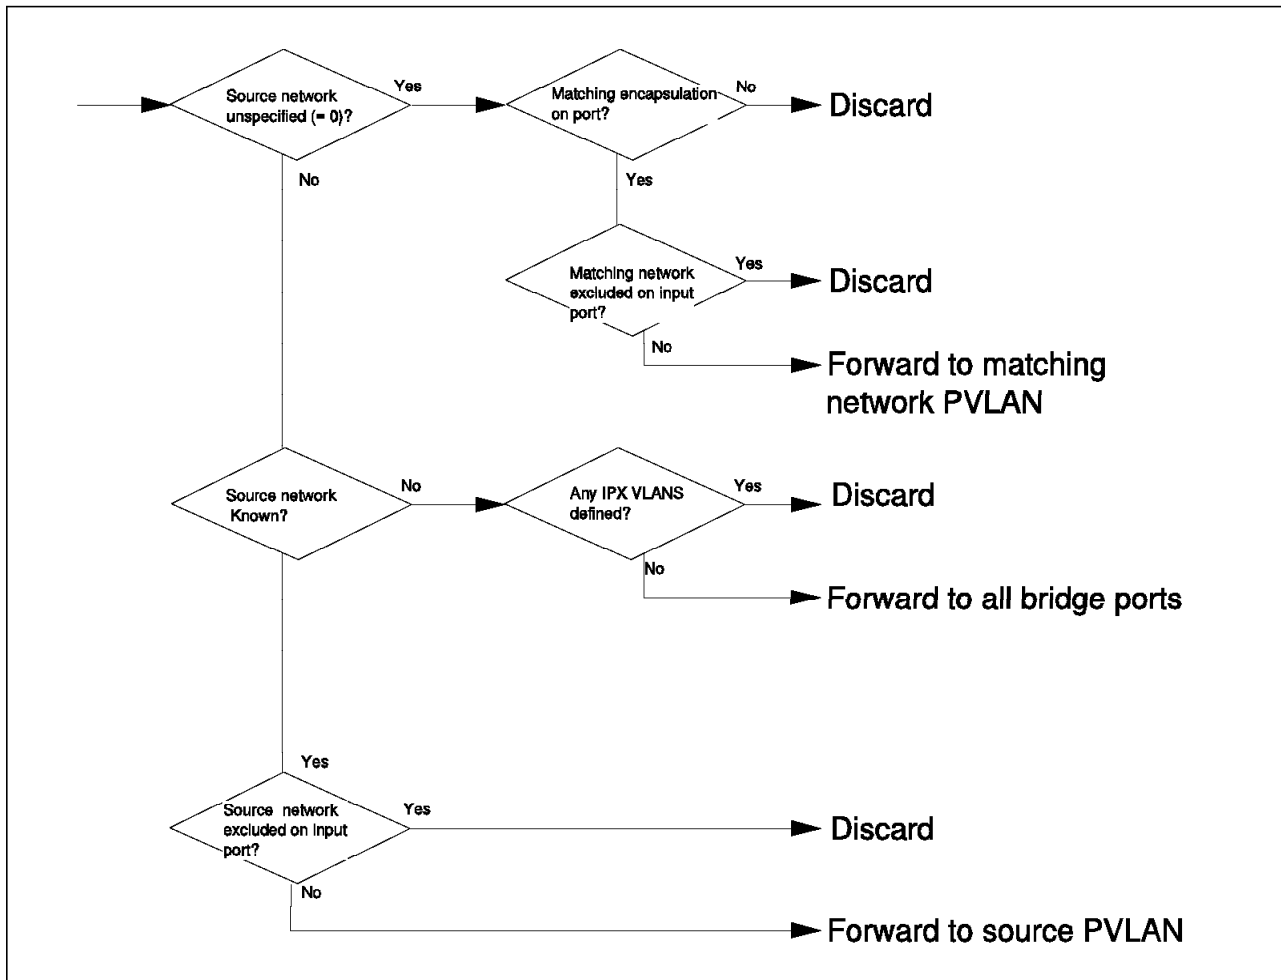 Source network
unspecified (= 0)?
Yes
Matching encapsulation
on port?
No
Discard
No
Yes
Matching network
excluded on input
port?
Yes
Discard
No
Forward to matching
network PVLAN
Source network
Known?
No
Any IPX VLANS
defined?
Yes
Discard
No
Forward to all bridge ports
Yes
Source network
excluded on input
port?
Yes
Discard
No
Forward to source PVLAN